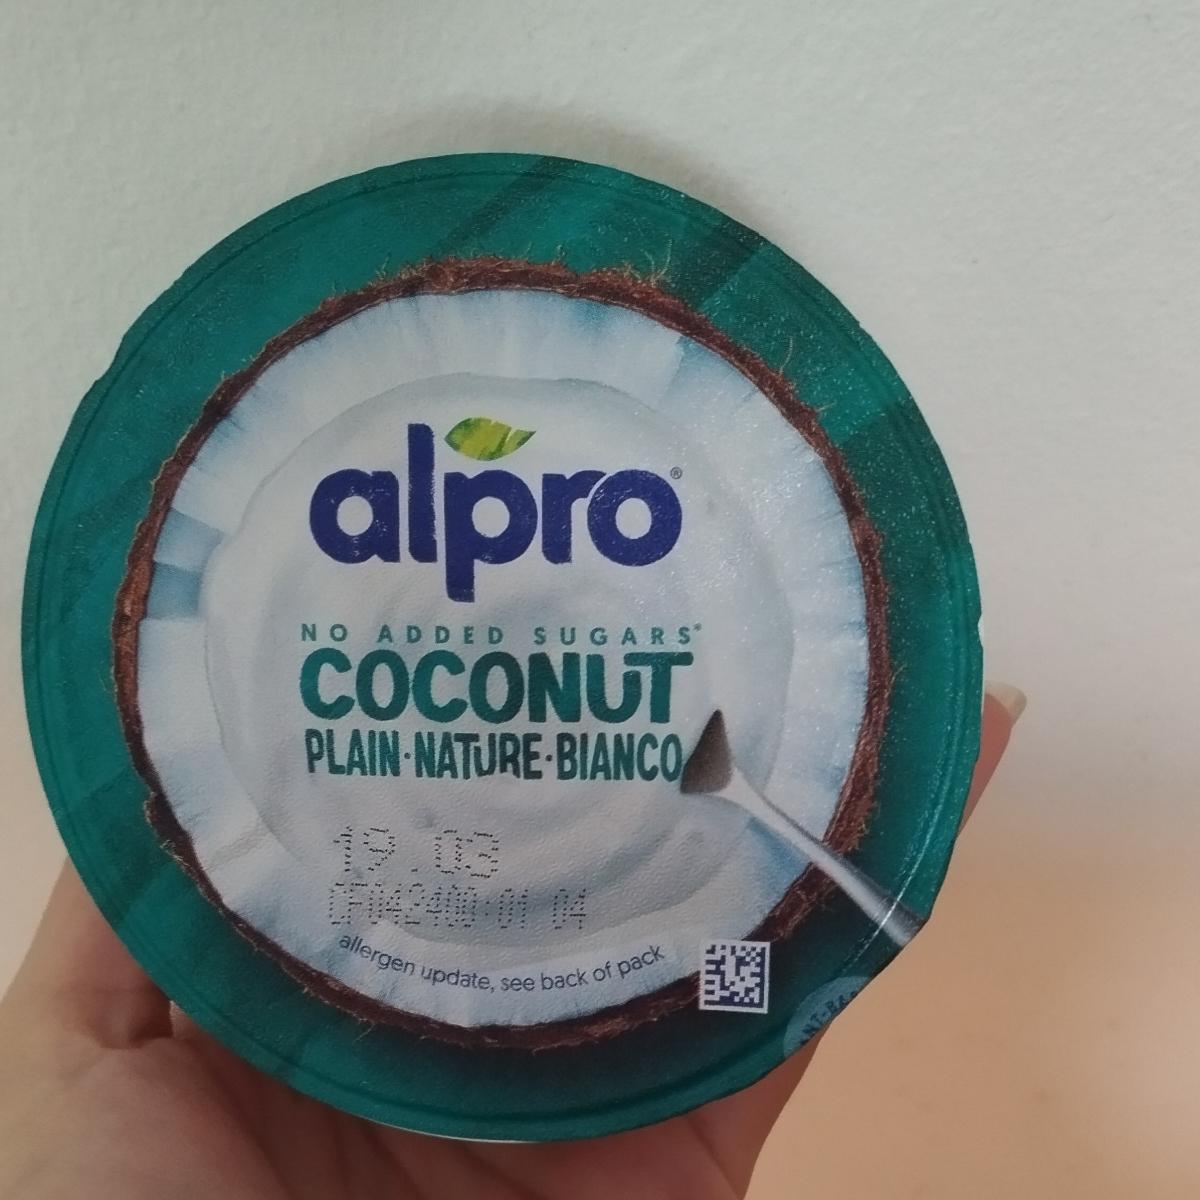 alpro®
NO ADDED SUGARS*
COCONUT
PLAIN·NATURE·BIANCO
19.03
allergen update, see back of pack